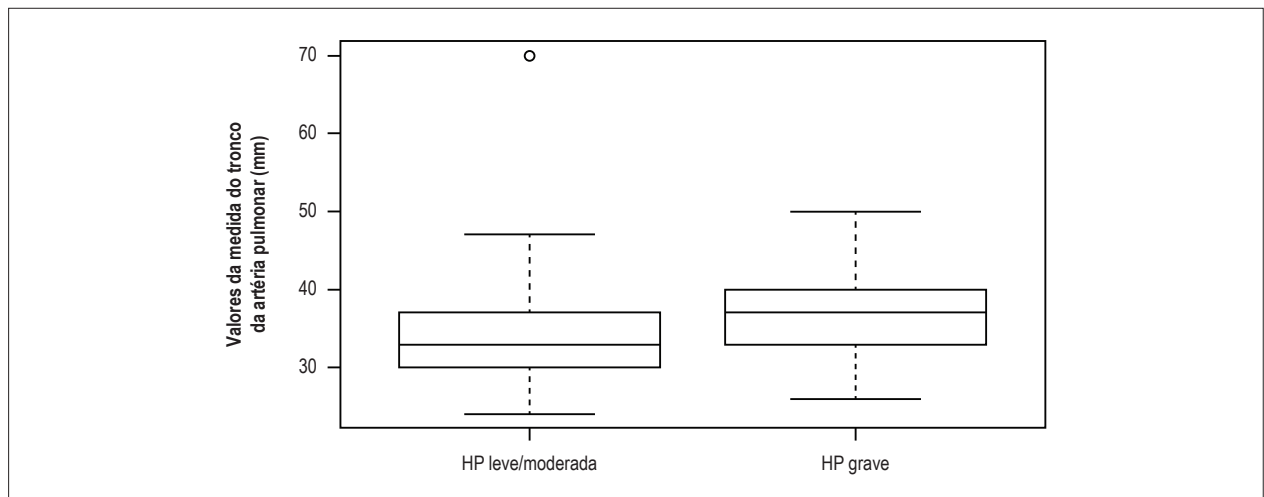 Valores da medida do tronco
da artéria pulmonar (mm)
70
60
50
40
30
HP leve/moderada
HP grave